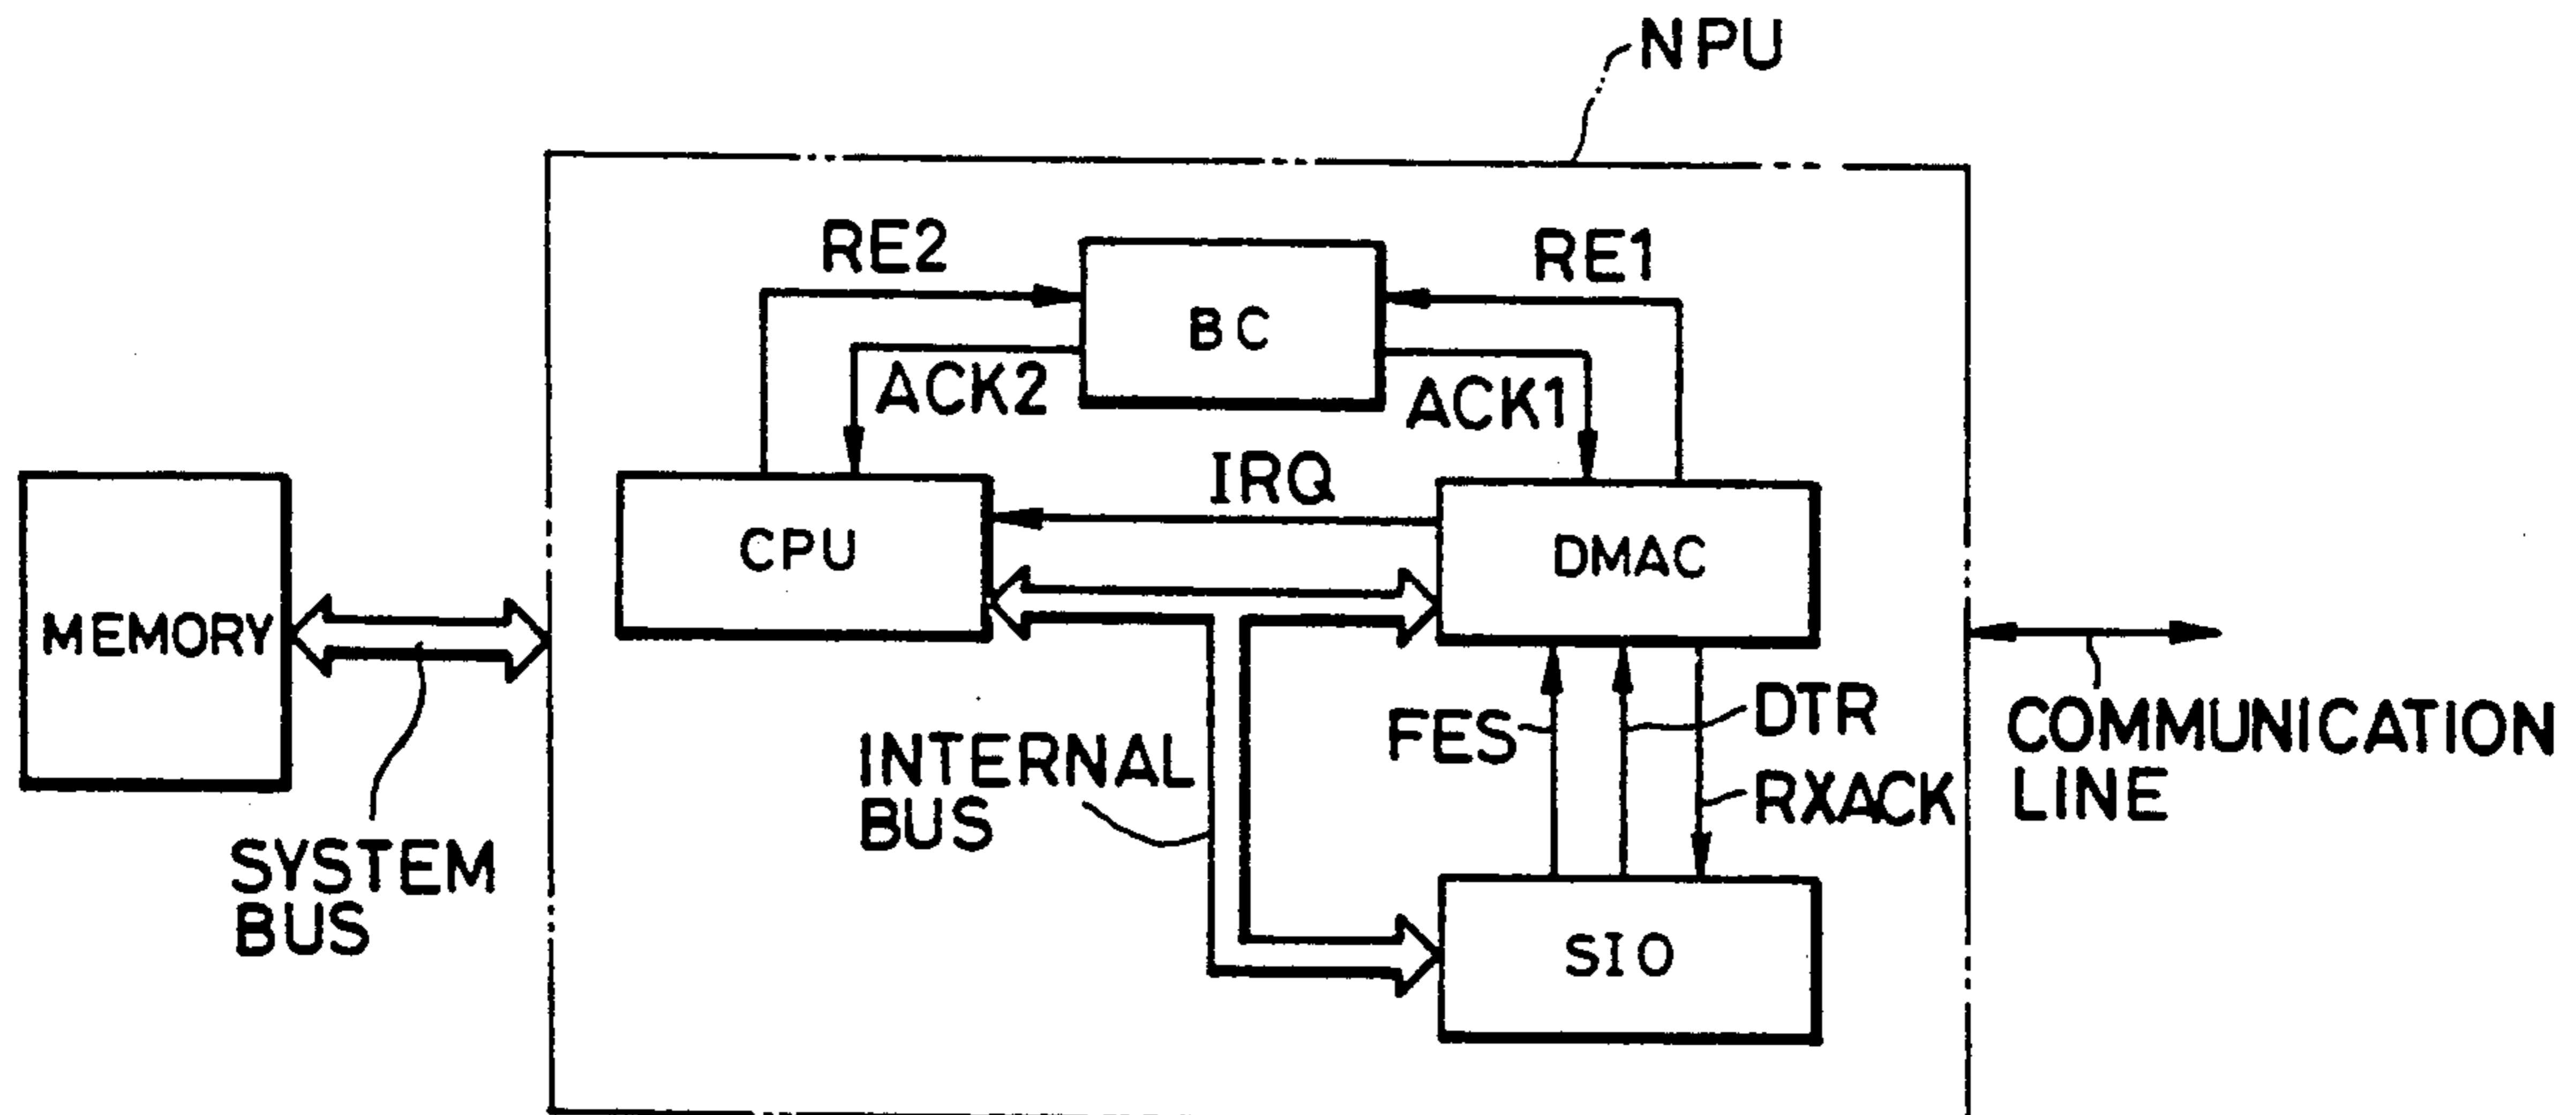 NPU
RE2
RE1
BC
ACK2
ACK1
IRQ
CPU
DMAC
MEMORY
FES
DTR
RXACK
INTERNAL
BUS
COMMUNICATION
LINE
SYSTEM
BUS
SIO